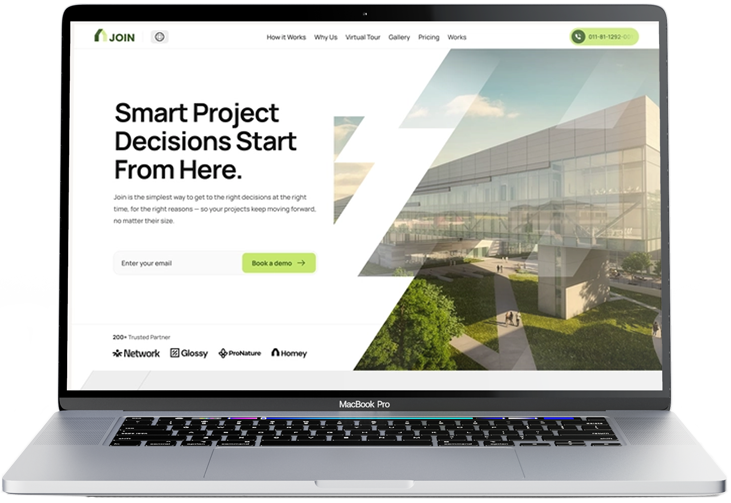 JOIN
How it Works Why Us Virtual Tour Gallery Pricing Works
011-81-1292-00
Smart Project
Decisions Start
From Here.
Join is the simplest way to get to the right decisions at the right
time, for the right reasons — so your projects keep moving forward,
no matter their size.
Enter your email
Book a demo →
200+ Trusted Partner
Network Glossy ProNature Homey
MacBook Pro